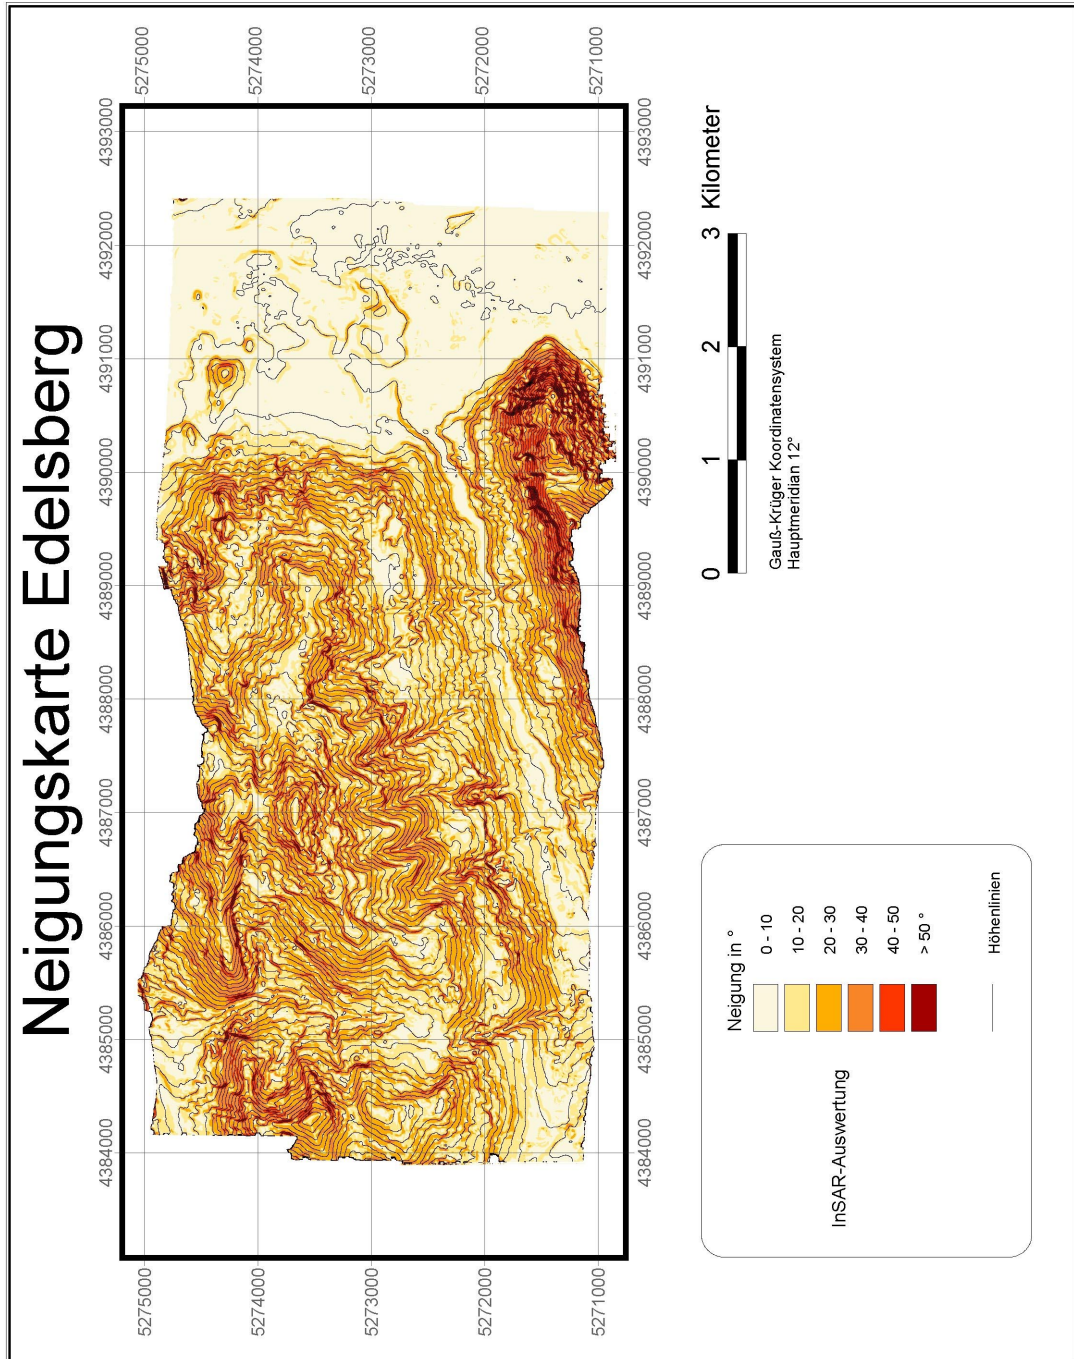 Neigungskarte Edelsberg
4384000 4385000 4386000 4387000 4388000 4389000 4390000 4391000 4392000 4393000
5275000 5275000
5274000 5274000
5273000 5273000
5272000 5272000
5271000 5271000
4384000 4385000 4386000 4387000 4388000 4389000 4390000 4391000 4392000 4393000
InSAR-Auswertung
Neigung in °
0 - 10
10 - 20
20 - 30
30 - 40
40 - 50
> 50 °
Höhenlinien
0 1 2 3 Kilometer
Gauß-Krüger Koordinatensystem
Hauptmeridian 12°